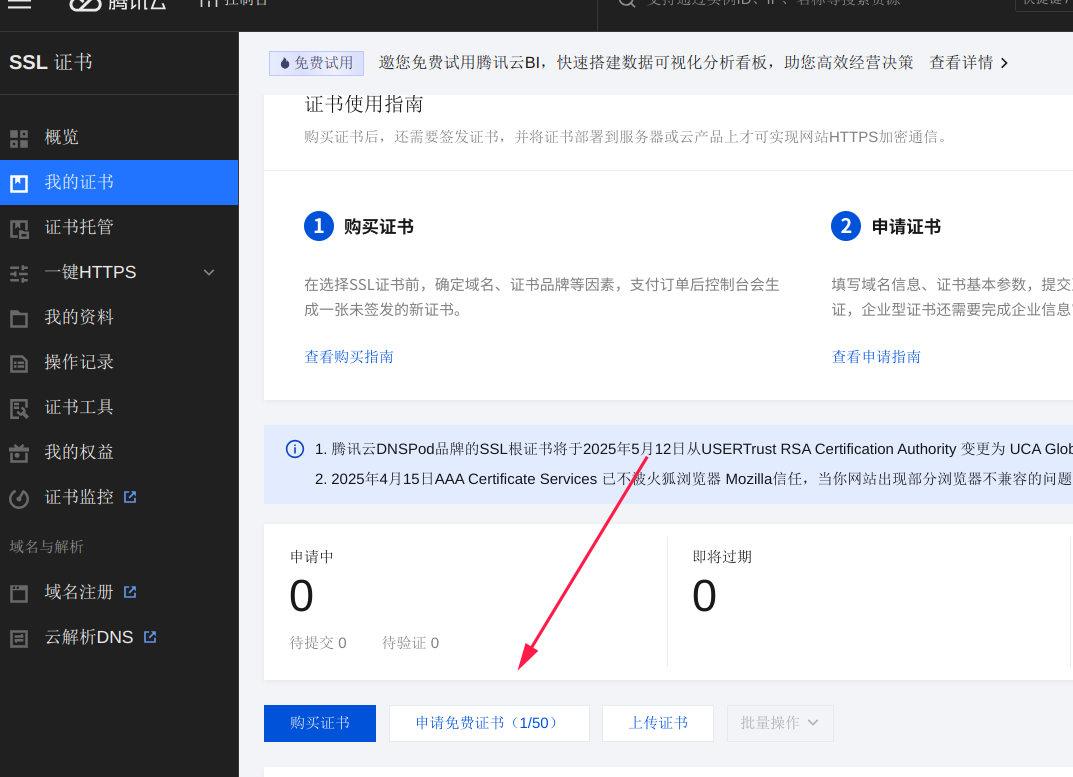 腾讯云 控制台 支持通过实例ID、IP、名称等搜索资源 快捷键/
SSL 证书
免费试用 邀您免费试用腾讯云BI，快速搭建数据可视化分析看板，助您高效经营决策 查看详情
证书使用指南
购买证书后，还需要签发证书，并将证书部署到服务器或云产品上才可实现网站HTTPS加密通信。
概览
我的证书
证书托管
一键HTTPS
我的资料
操作记录
证书工具
我的权益
证书监控
域名与解析
域名注册
云解析DNS
1 购买证书
在选择SSL证书前，确定域名、证书品牌等因素，支付订单后控制台会生
成一张未签发的新证书。
查看购买指南
2 申请证书
填写域名信息、证书基本参数，提交
证，企业型证书还需要完成企业信息
查看申请指南
1. 腾讯云DNSPod品牌的SSL根证书将于2025年5月12日从USERTrust RSA Certification Authority 变更为 UCA Glob
2. 2025年4月15日AAA Certificate Services 已不被火狐浏览器 Mozilla信任，当你网站出现部分浏览器不兼容的问题
申请中
0
待提交 0 待验证 0
即将过期
0
购买证书 申请免费证书（1/50） 上传证书 批量操作